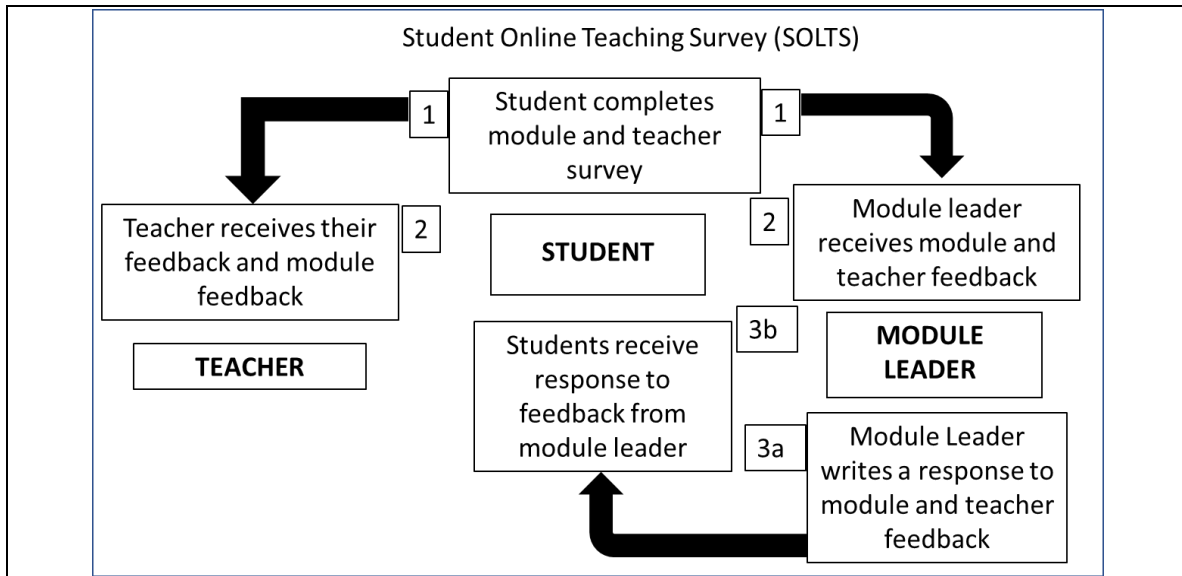 Student Online Teaching Survey (SOLTS)
1
Student completes
module and teacher
survey
1
Teacher receives their
feedback and module
feedback
2
TEACHER
STUDENT
2
Module leader
receives module and
teacher feedback
MODULE
LEADER
3b
Students receive
response to
feedback from
module leader
3a
Module Leader
writes a response to
module and teacher
feedback